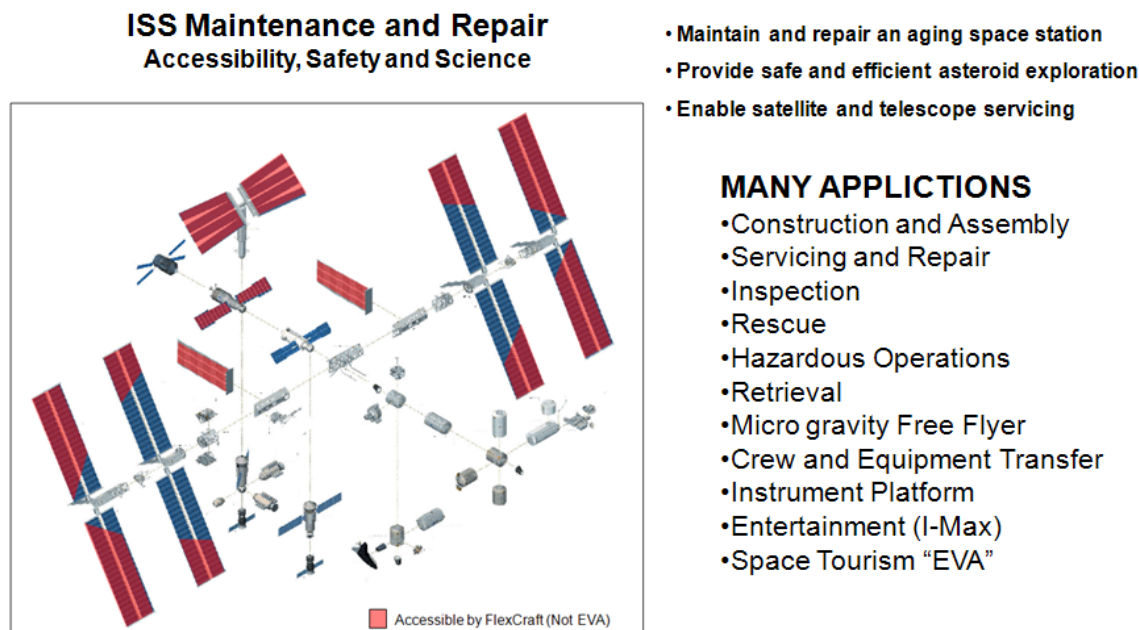 ISS Maintenance and Repair
Accessibility, Safety and Science
• Maintain and repair an aging space station
• Provide safe and efficient asteroid exploration
• Enable satellite and telescope servicing
MANY APPLICTIONS
•Construction and Assembly
•Servicing and Repair
•Inspection
•Rescue
•Hazardous Operations
•Retrieval
•Micro gravity Free Flyer
•Crew and Equipment Transfer
•Instrument Platform
•Entertainment (I-Max)
•Space Tourism “EVA”
Accessible by FlexCraft (Not EVA)